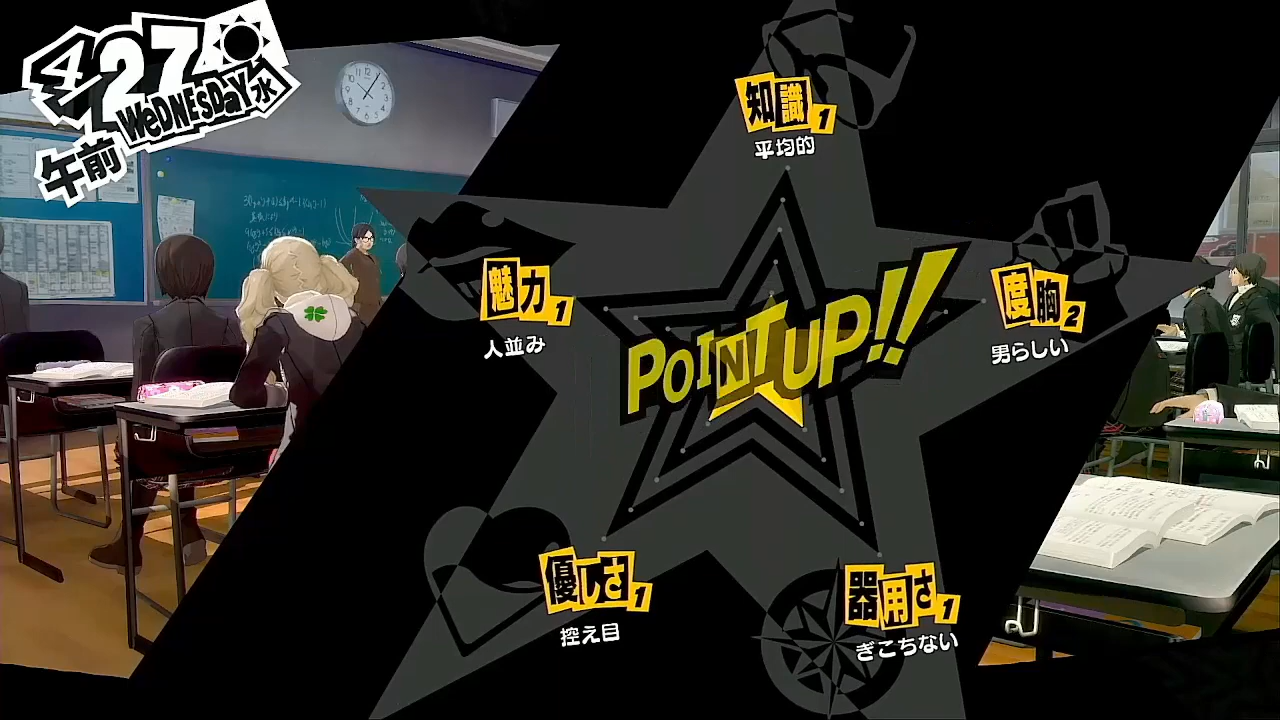 4 27
WEDNESDAY 水
午前
知識 1
平均的
魅力 1
人並み
度胸 2
男らしい
POINT UP!!
優しさ 1
控え目
器用さ 1
ぎこちない